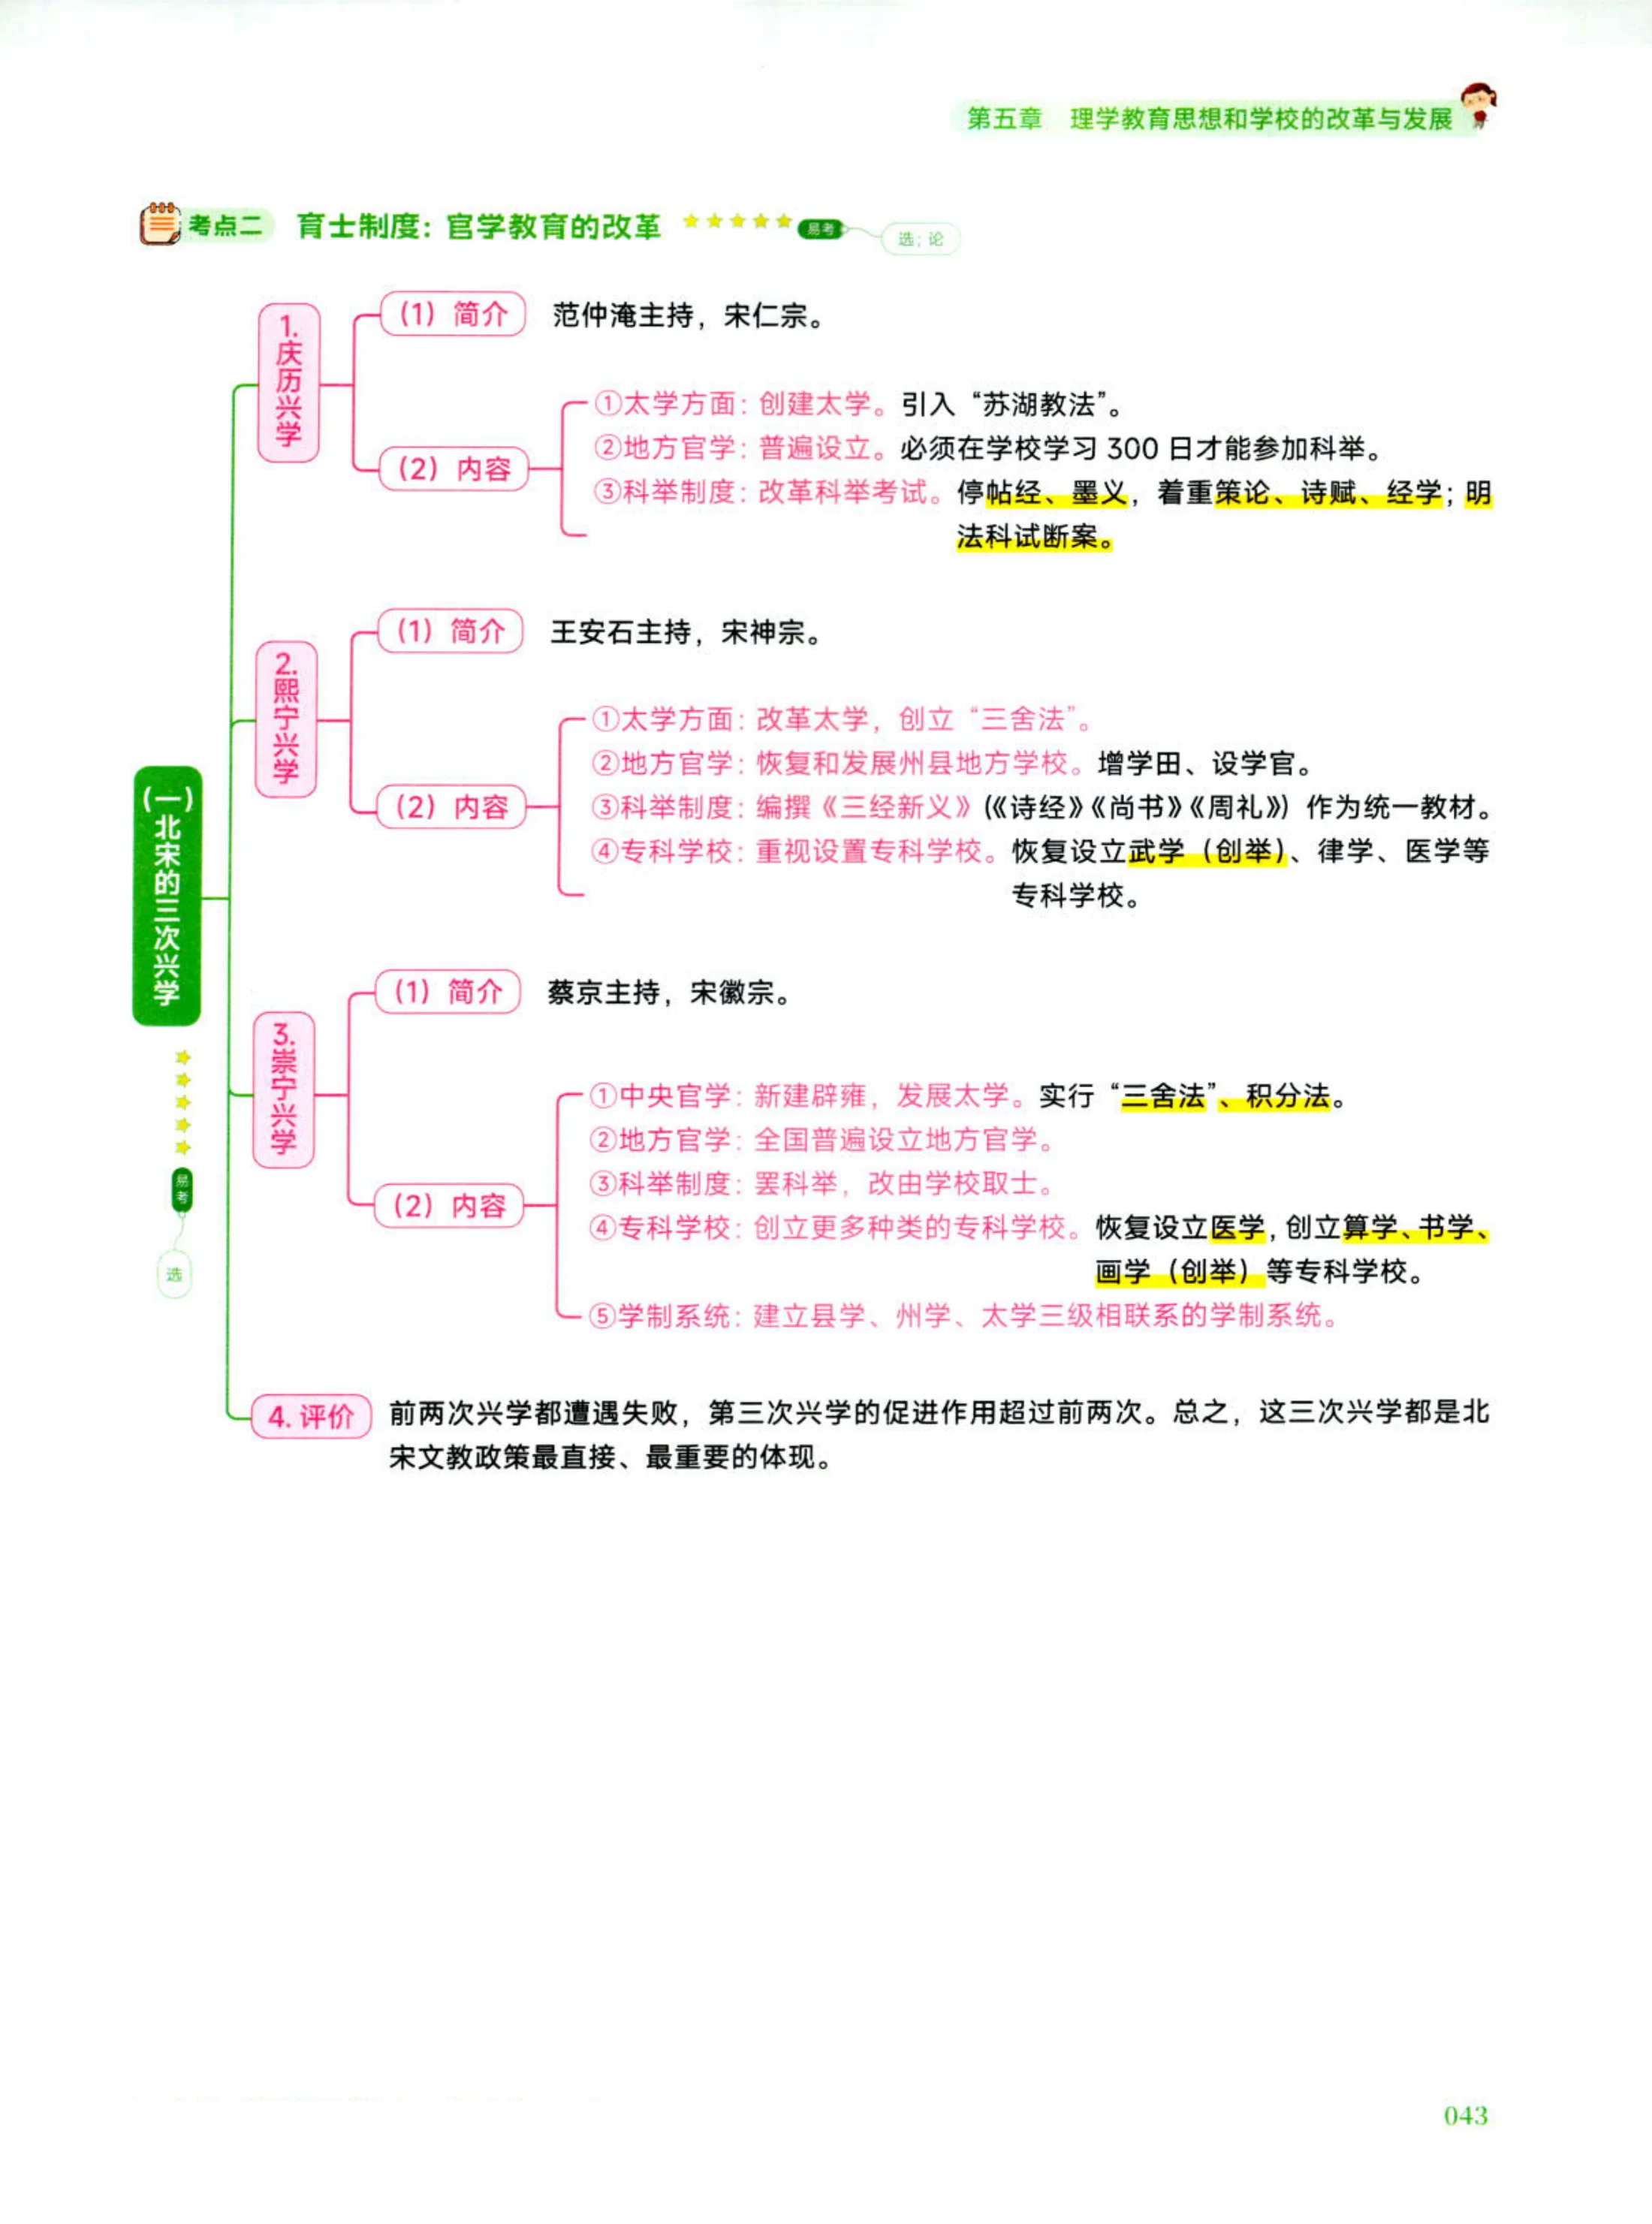 第五章 理学教育思想和学校的改革与发展
考点二 育士制度：官学教育的改革 易考 选；论
(一)北宋的三次兴学
易考
选
1.庆历兴学
(1) 简介 范仲淹主持，宋仁宗。
(2) 内容
①太学方面：创建太学。引入“苏湖教法”。
②地方官学：普遍设立。必须在学校学习 300 日才能参加科举。
③科举制度：改革科举考试。停帖经、墨义，着重策论、诗赋、经学；明
法科试断案。
2.熙宁兴学
(1) 简介 王安石主持，宋神宗。
(2) 内容
①太学方面：改革太学，创立“三舍法”。
②地方官学：恢复和发展州县地方学校。增学田、设学官。
③科举制度：编撰《三经新义》(《诗经》《尚书》《周礼》) 作为统一教材。
④专科学校：重视设置专科学校。恢复设立武学（创举）、律学、医学等
专科学校。
3.崇宁兴学
(1) 简介 蔡京主持，宋徽宗。
(2) 内容
①中央官学：新建辟雍，发展太学。实行“三舍法”、积分法。
②地方官学：全国普遍设立地方官学。
③科举制度：罢科举，改由学校取士。
④专科学校：创立更多种类的专科学校。恢复设立医学，创立算学、书学、
画学（创举）等专科学校。
⑤学制系统：建立县学、州学、太学三级相联系的学制系统。
4. 评价 前两次兴学都遭遇失败，第三次兴学的促进作用超过前两次。总之，这三次兴学都是北
宋文教政策最直接、最重要的体现。
043